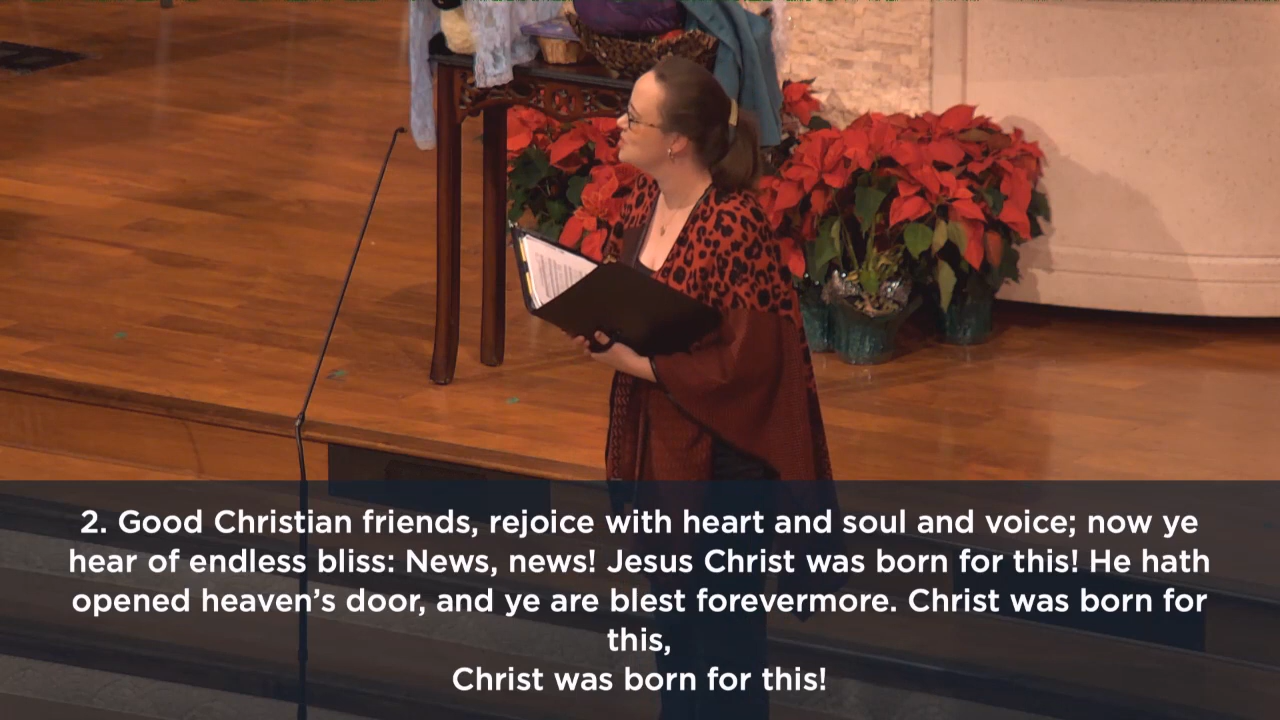 2. Good Christian friends, rejoice with heart and soul and voice; now ye
hear of endless bliss: News, news! Jesus Christ was born for this! He hath
opened heaven’s door, and ye are blest forevermore. Christ was born for
this,
Christ was born for this!